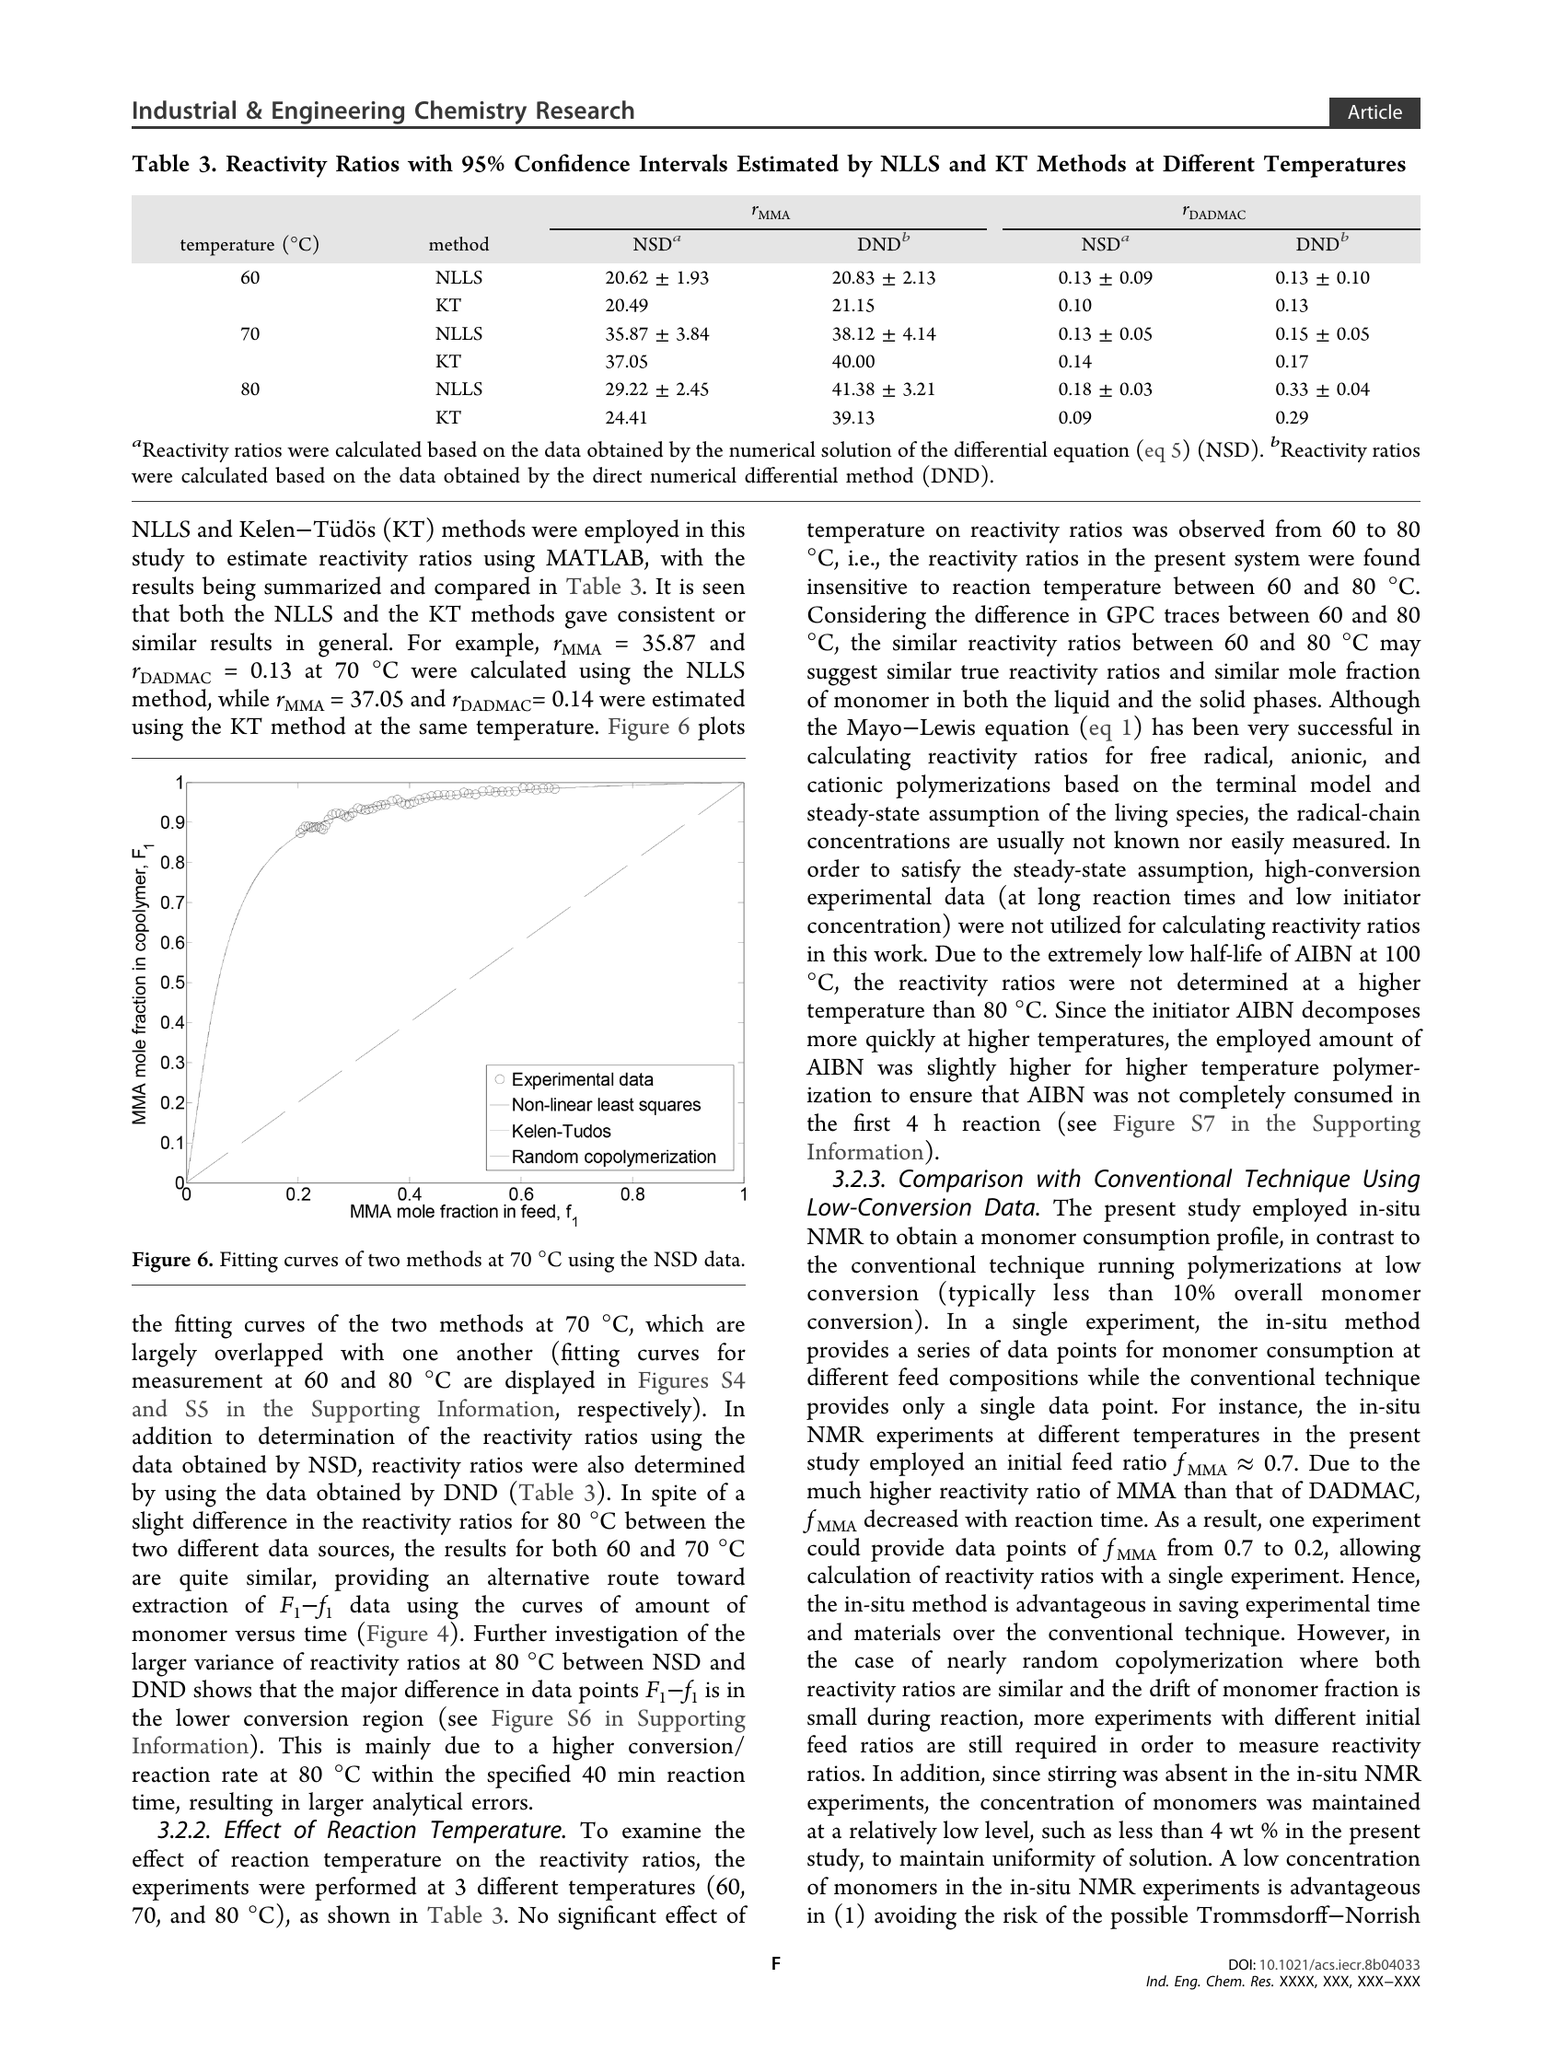 Industrial & Engineering Chemistry Research
Article
Table 3. Reactivity Ratios with 95% Confidence Intervals Estimated by NLLS and KT Methods at Different Temperatures
rMMA rDADMAC
temperature (°C) method NSDa DNDb NSDa DNDb
60 NLLS 20.62 ± 1.93 20.83 ± 2.13 0.13 ± 0.09 0.13 ± 0.10
KT 20.49 21.15 0.10 0.13
70 NLLS 35.87 ± 3.84 38.12 ± 4.14 0.13 ± 0.05 0.15 ± 0.05
KT 37.05 40.00 0.14 0.17
80 NLLS 29.22 ± 2.45 41.38 ± 3.21 0.18 ± 0.03 0.33 ± 0.04
KT 24.41 39.13 0.09 0.29
aReactivity ratios were calculated based on the data obtained by the numerical solution of the differential equation (eq 5) (NSD). bReactivity ratios
were calculated based on the data obtained by the direct numerical differential method (DND).
NLLS and Kelen−Tüdös (KT) methods were employed in this
study to estimate reactivity ratios using MATLAB, with the
results being summarized and compared in Table 3. It is seen
that both the NLLS and the KT methods gave consistent or
similar results in general. For example, rMMA = 35.87 and
rDADMAC = 0.13 at 70 °C were calculated using the NLLS
method, while rMMA = 37.05 and rDADMAC= 0.14 were estimated
using the KT method at the same temperature. Figure 6 plots
1
0.9
0.8
0.7
0.6
0.5
0.4
0.3
0.2
0.1
0
MMA mole fraction in copolymer, F1
Experimental data
Non-linear least squares
Kelen-Tudos
Random copolymerization
0 0.2 0.4 0.6 0.8 1
MMA mole fraction in feed, f1
Figure 6. Fitting curves of two methods at 70 °C using the NSD data.
the fitting curves of the two methods at 70 °C, which are
largely overlapped with one another (fitting curves for
measurement at 60 and 80 °C are displayed in Figures S4
and S5 in the Supporting Information, respectively). In
addition to determination of the reactivity ratios using the
data obtained by NSD, reactivity ratios were also determined
by using the data obtained by DND (Table 3). In spite of a
slight difference in the reactivity ratios for 80 °C between the
two different data sources, the results for both 60 and 70 °C
are quite similar, providing an alternative route toward
extraction of F1−f1 data using the curves of amount of
monomer versus time (Figure 4). Further investigation of the
larger variance of reactivity ratios at 80 °C between NSD and
DND shows that the major difference in data points F1−f1 is in
the lower conversion region (see Figure S6 in Supporting
Information). This is mainly due to a higher conversion/
reaction rate at 80 °C within the specified 40 min reaction
time, resulting in larger analytical errors.
3.2.2. Effect of Reaction Temperature. To examine the
effect of reaction temperature on the reactivity ratios, the
experiments were performed at 3 different temperatures (60,
70, and 80 °C), as shown in Table 3. No significant effect of
temperature on reactivity ratios was observed from 60 to 80
°C, i.e., the reactivity ratios in the present system were found
insensitive to reaction temperature between 60 and 80 °C.
Considering the difference in GPC traces between 60 and 80
°C, the similar reactivity ratios between 60 and 80 °C may
suggest similar true reactivity ratios and similar mole fraction
of monomer in both the liquid and the solid phases. Although
the Mayo−Lewis equation (eq 1) has been very successful in
calculating reactivity ratios for free radical, anionic, and
cationic polymerizations based on the terminal model and
steady-state assumption of the living species, the radical-chain
concentrations are usually not known nor easily measured. In
order to satisfy the steady-state assumption, high-conversion
experimental data (at long reaction times and low initiator
concentration) were not utilized for calculating reactivity ratios
in this work. Due to the extremely low half-life of AIBN at 100
°C, the reactivity ratios were not determined at a higher
temperature than 80 °C. Since the initiator AIBN decomposes
more quickly at higher temperatures, the employed amount of
AIBN was slightly higher for higher temperature polymer-
ization to ensure that AIBN was not completely consumed in
the first 4 h reaction (see Figure S7 in the Supporting
Information).
3.2.3. Comparison with Conventional Technique Using
Low-Conversion Data. The present study employed in-situ
NMR to obtain a monomer consumption profile, in contrast to
the conventional technique running polymerizations at low
conversion (typically less than 10% overall monomer
conversion). In a single experiment, the in-situ method
provides a series of data points for monomer consumption at
different feed compositions while the conventional technique
provides only a single data point. For instance, the in-situ
NMR experiments at different temperatures in the present
study employed an initial feed ratio fMMA ≈ 0.7. Due to the
much higher reactivity ratio of MMA than that of DADMAC,
fMMA decreased with reaction time. As a result, one experiment
could provide data points of fMMA from 0.7 to 0.2, allowing
calculation of reactivity ratios with a single experiment. Hence,
the in-situ method is advantageous in saving experimental time
and materials over the conventional technique. However, in
the case of nearly random copolymerization where both
reactivity ratios are similar and the drift of monomer fraction is
small during reaction, more experiments with different initial
feed ratios are still required in order to measure reactivity
ratios. In addition, since stirring was absent in the in-situ NMR
experiments, the concentration of monomers was maintained
at a relatively low level, such as less than 4 wt % in the present
study, to maintain uniformity of solution. A low concentration
of monomers in the in-situ NMR experiments is advantageous
in (1) avoiding the risk of the possible Trommsdorff−Norrish
F
DOI: 10.1021/acs.iecr.8b04033
Ind. Eng. Chem. Res. XXXX, XXX, XXX−XXX